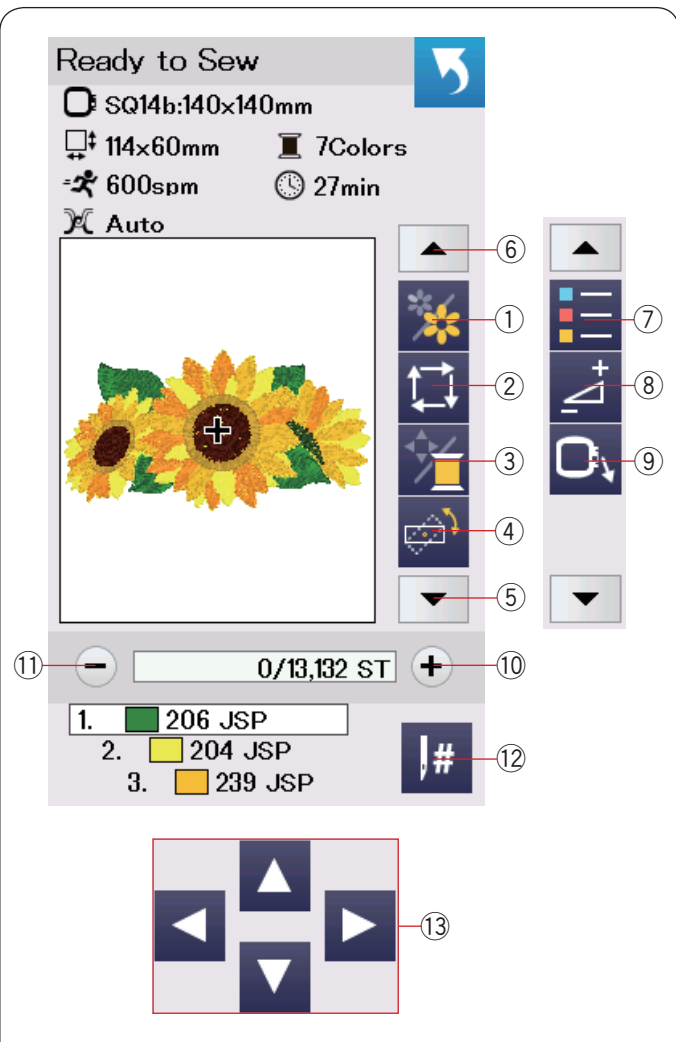 Ready to Sew
SQ14b:140x140mm
114x60mm 7Colors
600spm 27min
Auto
⑥
① ⑦
② ⑧
③ ⑨
④
⑤
⑪ − 0/13,132 ST + ⑩
1. 206 JSP
2. 204 JSP
3. 239 JSP
# ⑫
⑬